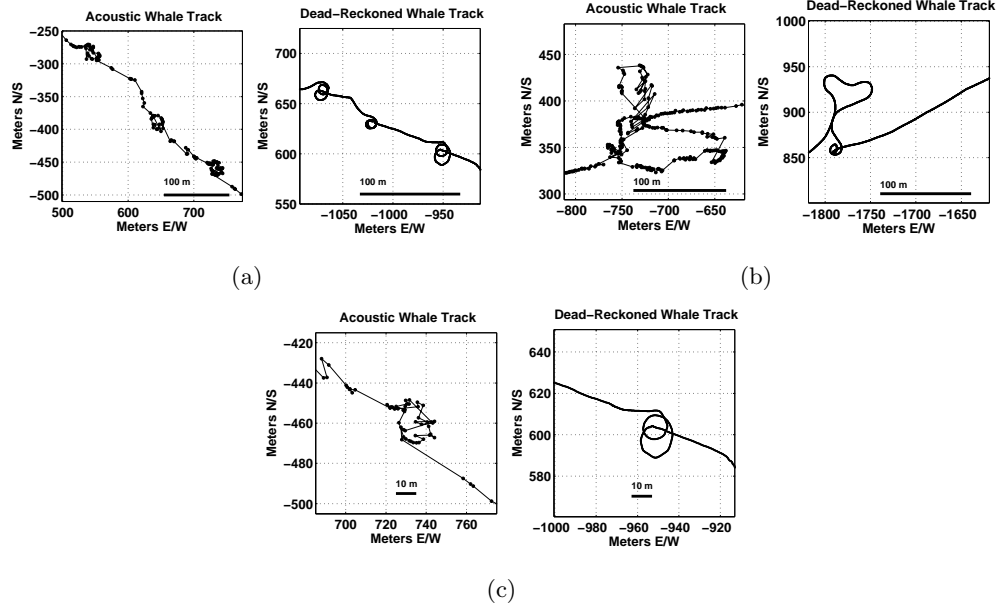 Acoustic Whale Track
−250
−300
−350
−400
−450
−500
500
600
700
Meters N/S
Meters E/W
100 m
Dead−Reckoned Whale Track
700
650
600
550
−1050
−1000
−950
Meters N/S
Meters E/W
100 m
(a)
Acoustic Whale Track
450
400
350
300
−800
−750
−700
−650
Meters N/S
Meters E/W
100 m
Dead−Reckoned Whale Track
1000
950
900
850
−1800
−1750
−1700
−1650
Meters N/S
Meters E/W
100 m
(b)
Acoustic Whale Track
−420
−440
−460
−480
−500
700
720
740
760
Meters N/S
Meters E/W
10 m
Dead−Reckoned Whale Track
640
620
600
580
−1000
−980
−960
−940
−920
Meters N/S
Meters E/W
10 m
(c)